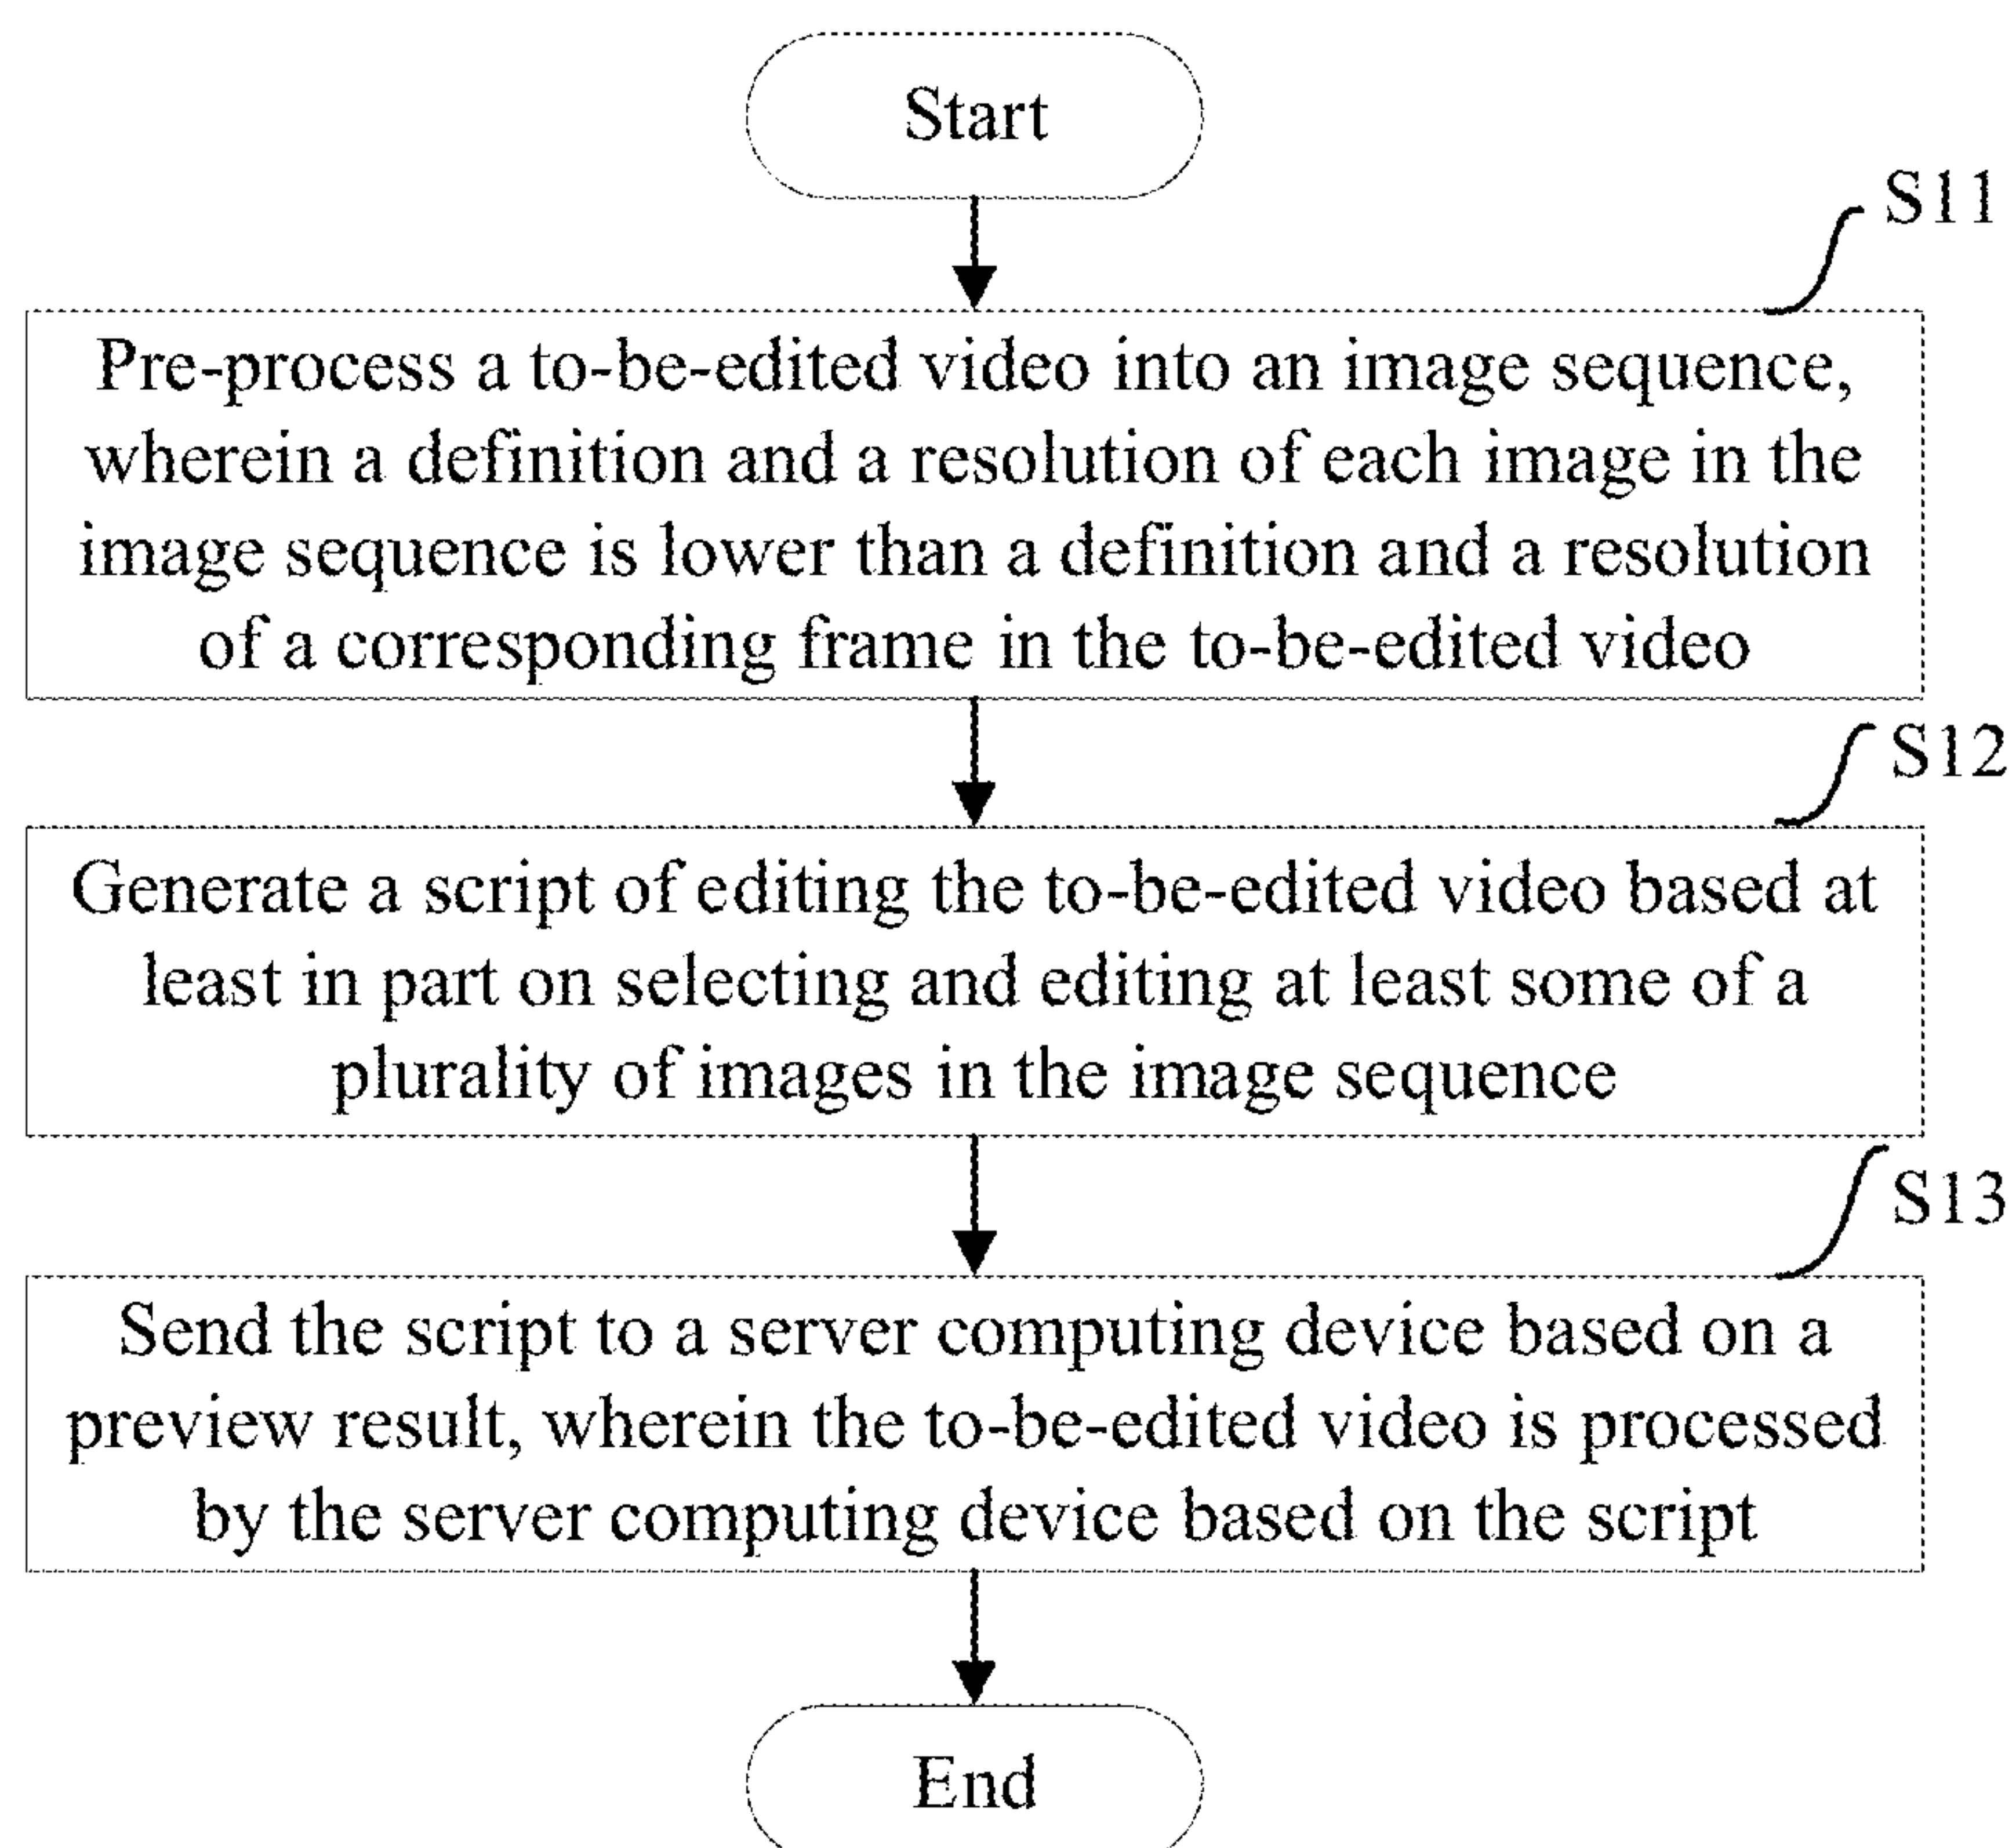 Start
S11
Pre-process a to-be-edited video into an image sequence,
wherein a definition and a resolution of each image in the
image sequence is lower than a definition and a resolution
of a corresponding frame in the to-be-edited video
S12
Generate a script of editing the to-be-edited video based at
least in part on selecting and editing at least some of a
plurality of images in the image sequence
S13
Send the script to a server computing device based on a
preview result, wherein the to-be-edited video is processed
by the server computing device based on the script
End